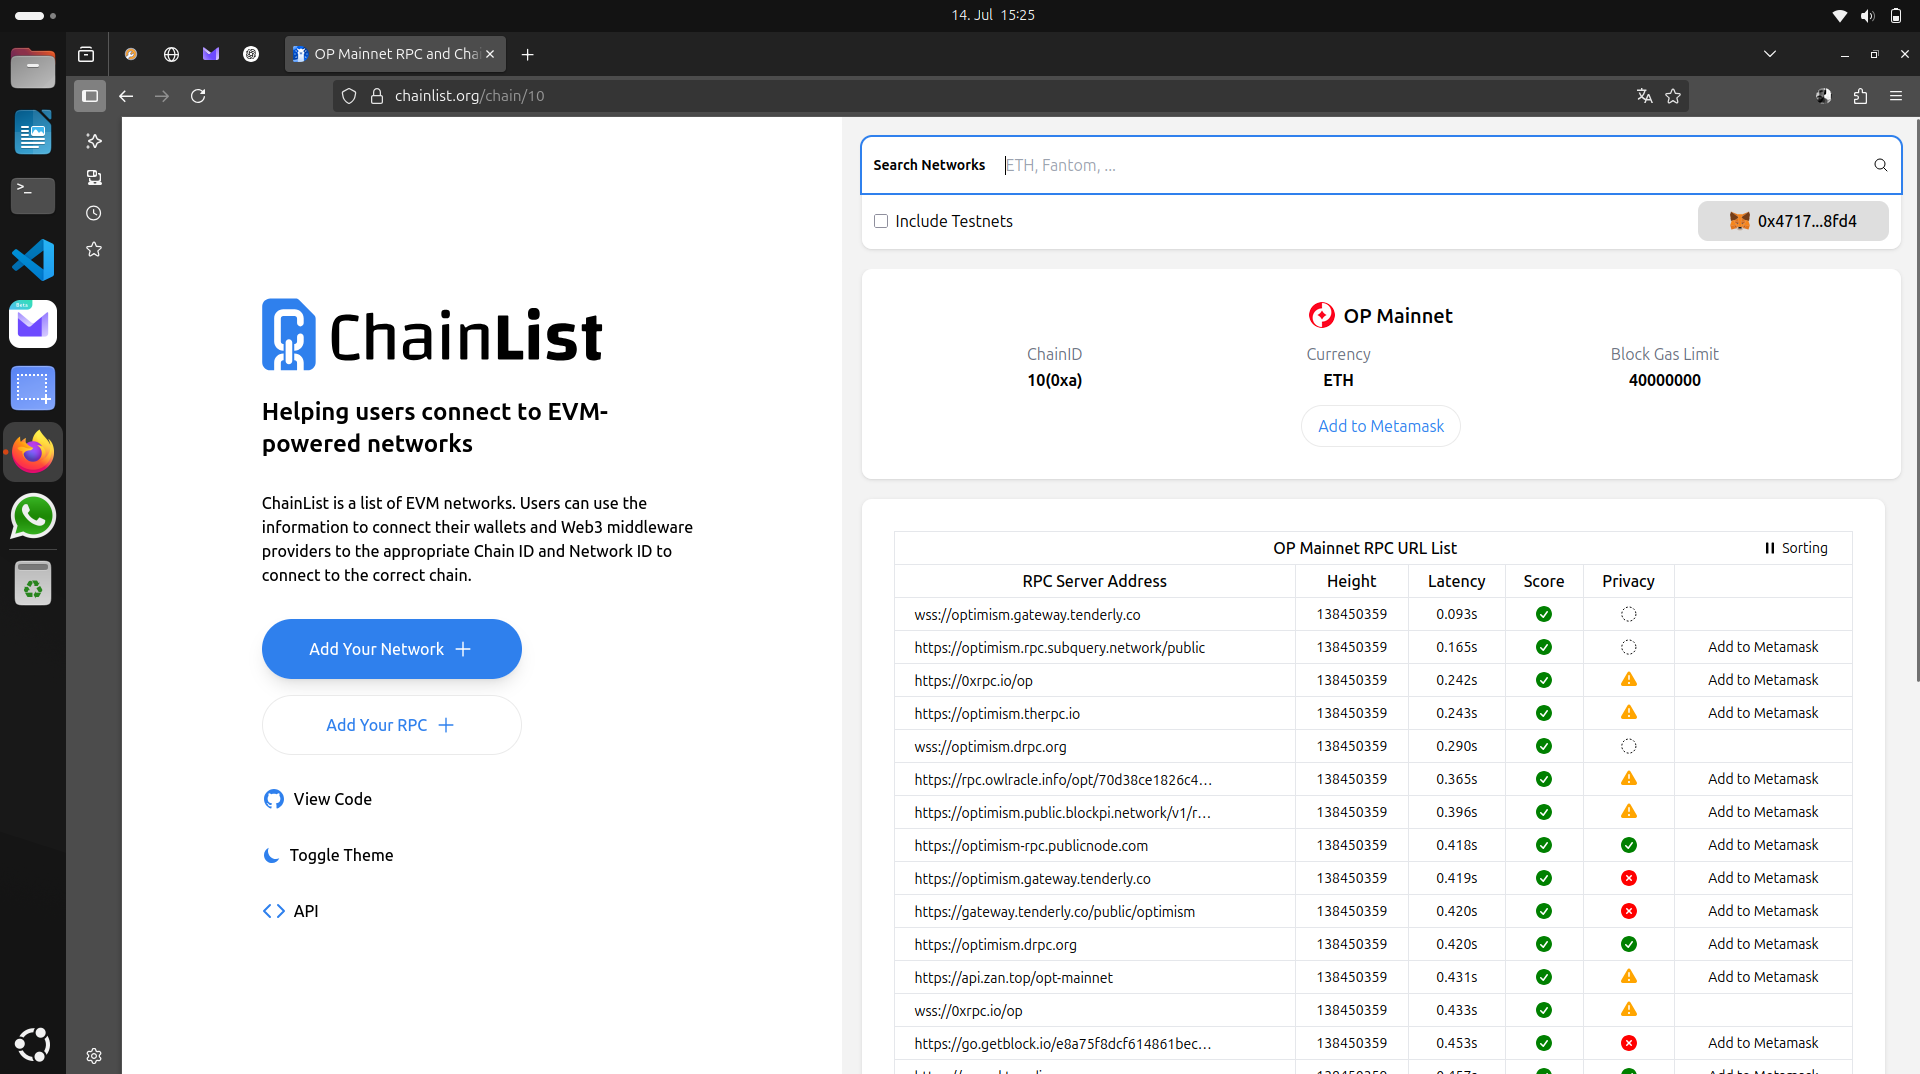 14. Jul 15:25
OP Mainnet RPC and Chai
chainlist.org/chain/10
Search Networks ETH, Fantom, ...
Include Testnets
0x4717...8fd4
ChainList
Helping users connect to EVM-
powered networks
ChainList is a list of EVM networks. Users can use the
information to connect their wallets and Web3 middleware
providers to the appropriate Chain ID and Network ID to
connect to the correct chain.
Add Your Network
Add Your RPC
View Code
Toggle Theme
API
OP Mainnet
ChainID Currency Block Gas Limit
10(0xa) ETH 40000000
Add to Metamask
OP Mainnet RPC URL List Sorting
RPC Server Address Height Latency Score Privacy
wss://optimism.gateway.tenderly.co 138450359 0.093s
https://optimism.rpc.subquery.network/public 138450359 0.165s Add to Metamask
https://0xrpc.io/op 138450359 0.242s Add to Metamask
https://optimism.therpc.io 138450359 0.243s Add to Metamask
wss://optimism.drpc.org 138450359 0.290s
https://rpc.owlracle.info/opt/70d38ce1826c4... 138450359 0.365s Add to Metamask
https://optimism.public.blockpi.network/v1/r... 138450359 0.396s Add to Metamask
https://optimism-rpc.publicnode.com 138450359 0.418s Add to Metamask
https://optimism.gateway.tenderly.co 138450359 0.419s Add to Metamask
https://gateway.tenderly.co/public/optimism 138450359 0.420s Add to Metamask
https://optimism.drpc.org 138450359 0.420s Add to Metamask
https://api.zan.top/opt-mainnet 138450359 0.431s Add to Metamask
wss://0xrpc.io/op 138450359 0.433s
https://go.getblock.io/e8a75f8dcf614861bec... 138450359 0.453s Add to Metamask